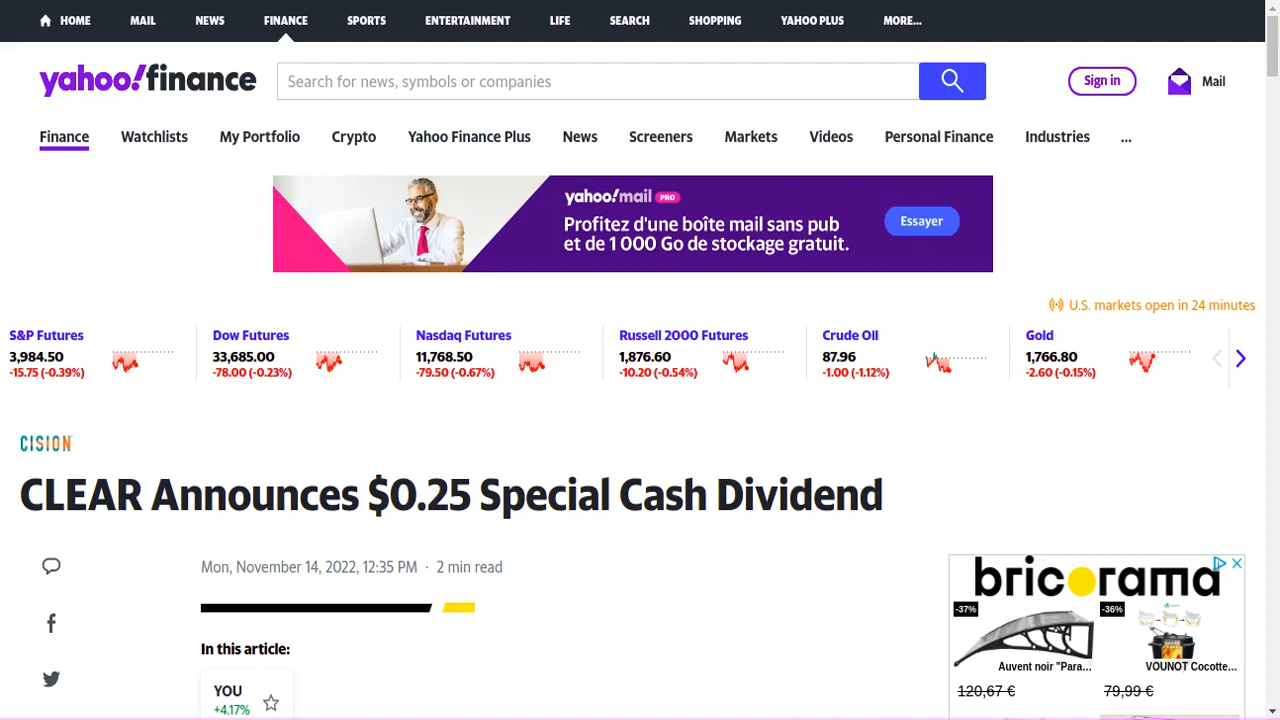 HOME MAIL NEWS FINANCE SPORTS ENTERTAINMENT LIFE SEARCH SHOPPING YAHOO PLUS MORE...
yahoo!finance
Search for news, symbols or companies
Sign in
Mail
Finance Watchlists My Portfolio Crypto Yahoo Finance Plus News Screeners Markets Videos Personal Finance Industries ...
yahoo!mail PRO
Profitez d'une boîte mail sans pub
et de 1 000 Go de stockage gratuit.
Essayer
U.S. markets open in 24 minutes
S&P Futures
3,984.50
-15.75 (-0.39%)
Dow Futures
33,685.00
-78.00 (-0.23%)
Nasdaq Futures
11,768.50
-79.50 (-0.67%)
Russell 2000 Futures
1,876.60
-10.20 (-0.54%)
Crude Oil
87.96
-1.00 (-1.12%)
Gold
1,766.80
-2.60 (-0.15%)
CISION
CLEAR Announces $0.25 Special Cash Dividend
Mon, November 14, 2022, 12:35 PM · 2 min read
In this article:
YOU
+4.17%
bricorama
-37%
Auvent noir "Para...
120,67 €
-36%
VOUNOT Cocotte...
79,99 €